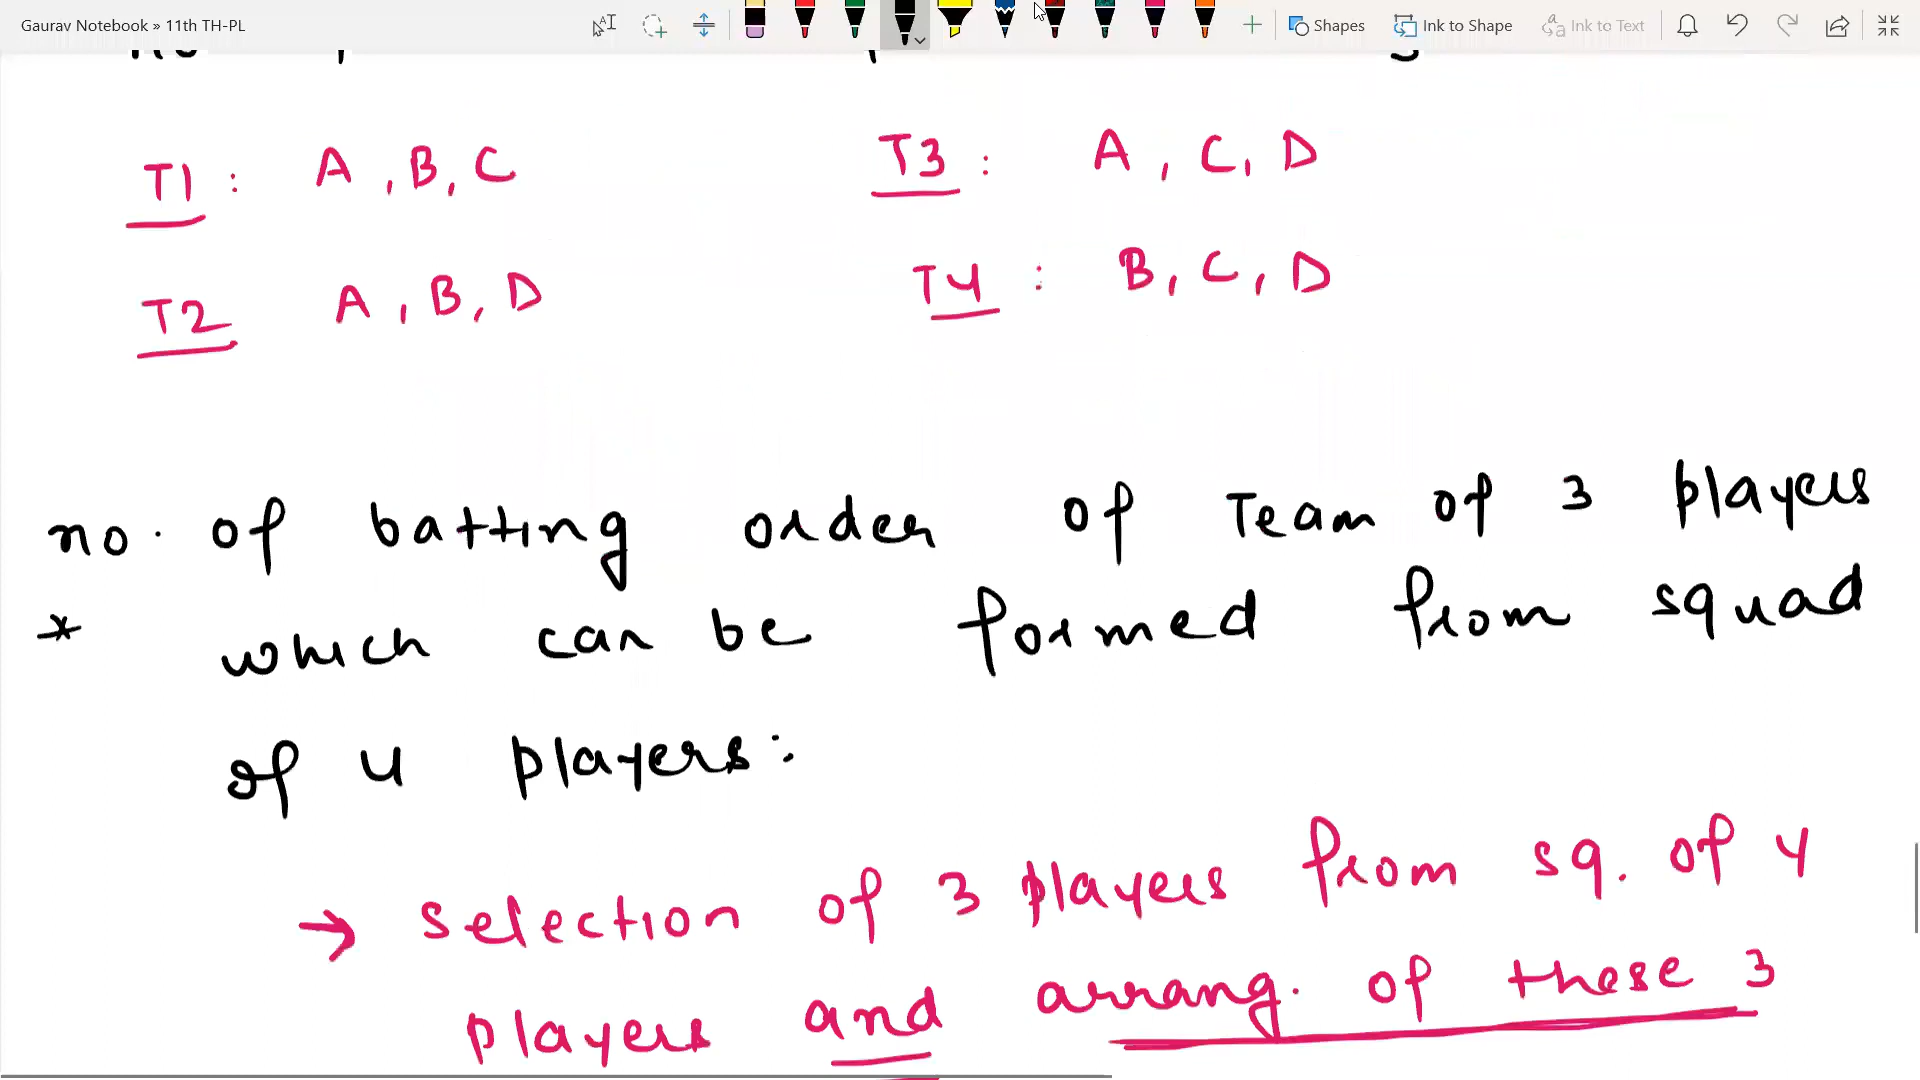 Gaurav Notebook » 11th TH-PL
Shapes
Ink to Shape
Ink to Text
T1 : A , B, C
T3 : A , C, D
T2 A , B, D
T4 : B, C, D
no. of batting order of Team of 3 players
* which can be formed from squad
of 4 players:
→ selection of 3 players from sq. of 4
players and arrang. of these 3